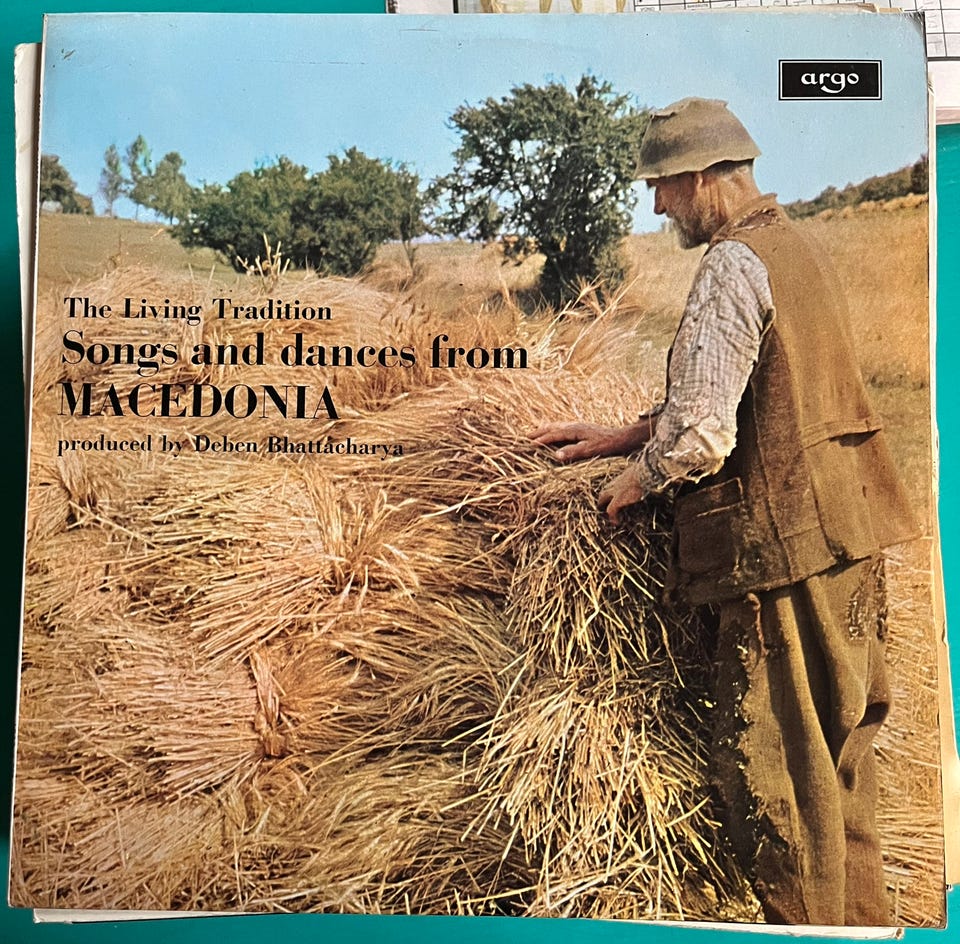 argo
The Living Tradition
Songs and dances from
MACEDONIA
produced by Deben Bhattacharya